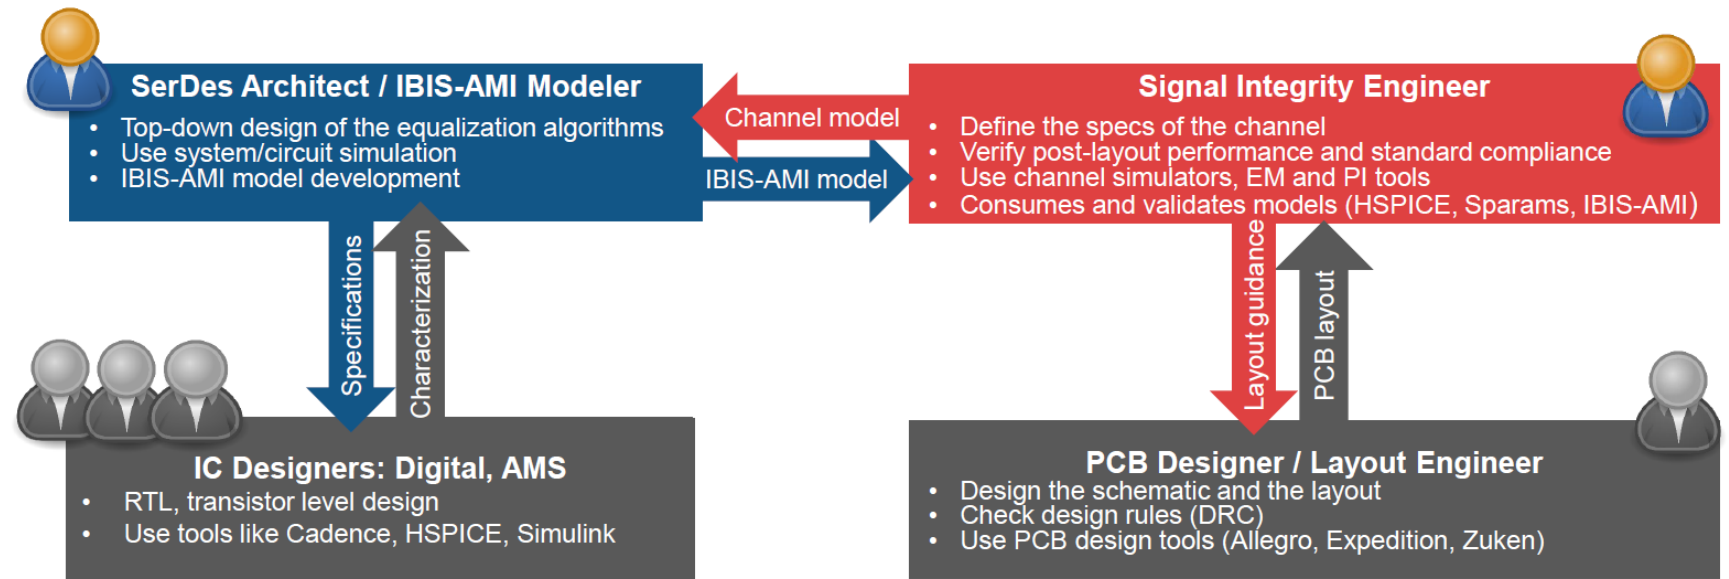 SerDes Architect / IBIS-AMI Modeler
• Top-down design of the equalization algorithms
• Use system/circuit simulation
• IBIS-AMI model development
Channel model
IBIS-AMI model
Signal Integrity Engineer
• Define the specs of the channel
• Verify post-layout performance and standard compliance
• Use channel simulators, EM and PI tools
• Consumes and validates models (HSPICE, Sparams, IBIS-AMI)
Specifications
Characterization
Layout guidance
PCB layout
IC Designers: Digital, AMS
• RTL, transistor level design
• Use tools like Cadence, HSPICE, Simulink
PCB Designer / Layout Engineer
• Design the schematic and the layout
• Check design rules (DRC)
• Use PCB design tools (Allegro, Expedition, Zuken)